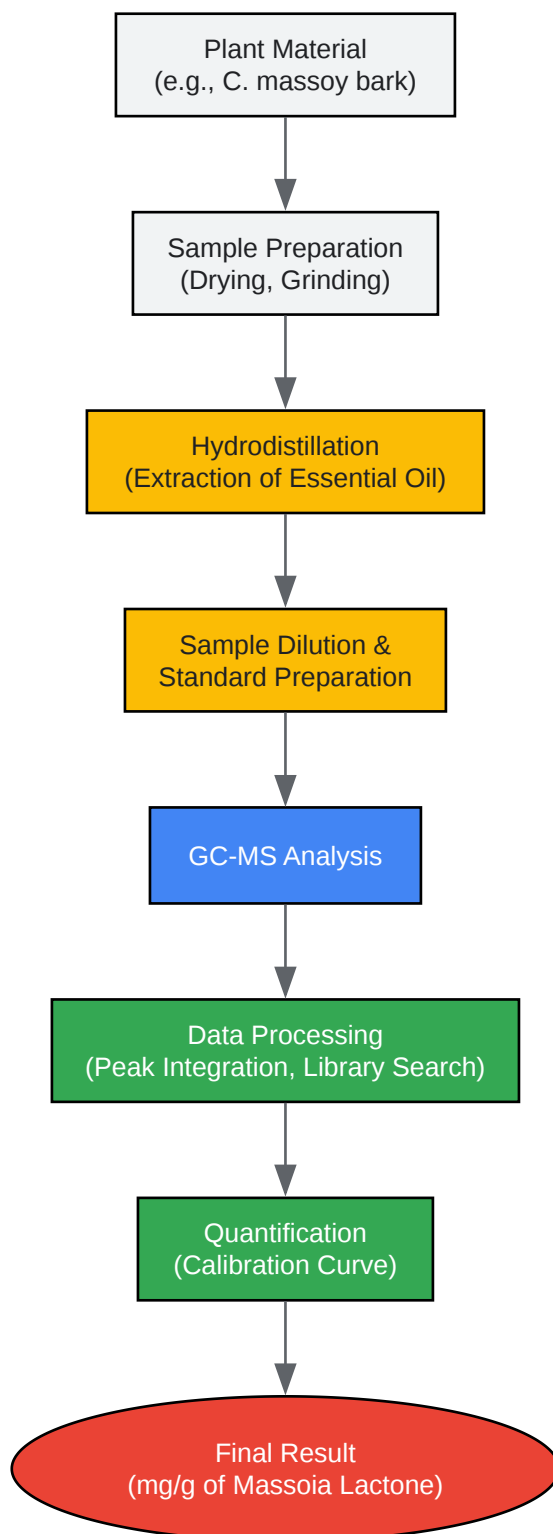 Plant Material
(e.g., C. massoy bark)
Sample Preparation
(Drying, Grinding)
Hydrodistillation
(Extraction of Essential Oil)
Sample Dilution &
Standard Preparation
GC-MS Analysis
Data Processing
(Peak Integration, Library Search)
Quantification
(Calibration Curve)
Final Result
(mg/g of Massoia Lactone)